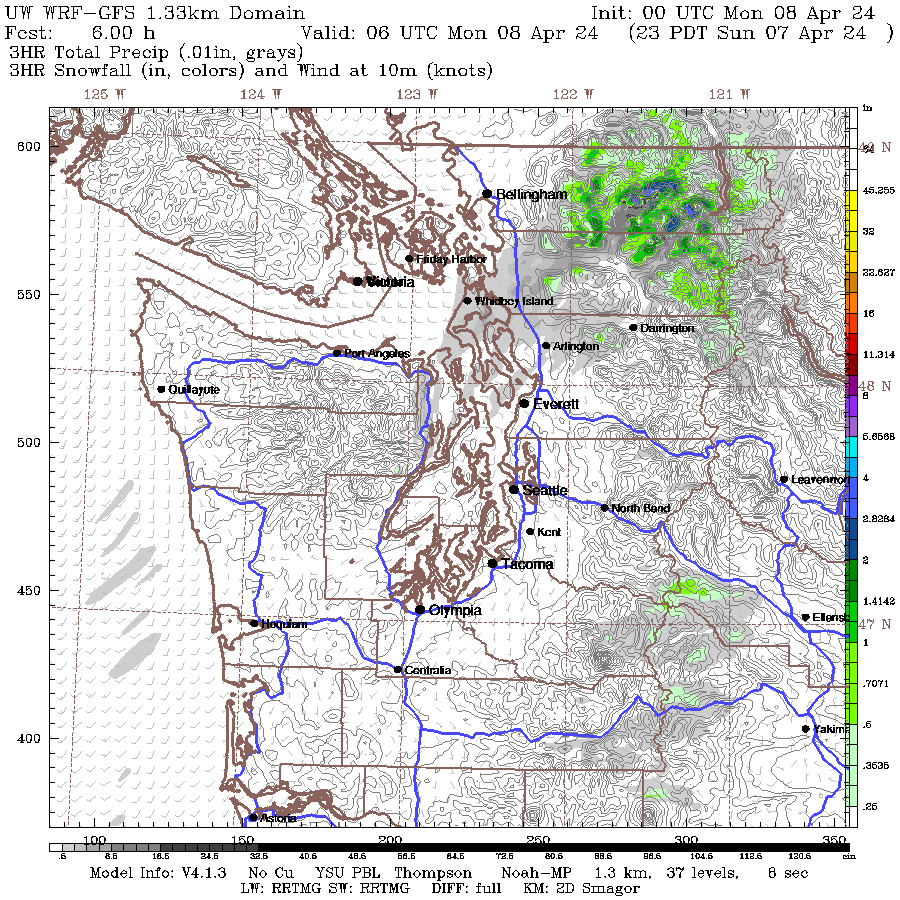 UW WRF-GFS 1.33km Domain Init: 00 UTC Mon 08 Apr 24
Fcst: 6.00 h Valid: 06 UTC Mon 08 Apr 24 (23 PDT Sun 07 Apr 24 )
3HR Total Precip (.01in, grays)
3HR Snowfall (in, colors) and Wind at 10m (knots)
125 W 124 W 123 W 122 W 121 W
in
600
Bellingham
45.255
32
Friday Harbor
Victoria
22.627
550
Whidbey Island
16
Darrington
Arlington
Port Angeles
11.314
Quillayute
48 N
8
Everett
500
5.6568
Leavenwor
4
Seattle
North Bend
2.8284
Kent
2
Tacoma
450
1.4142
Olympia
Ellens
Hoquiam
47 N
1
Centralia
.7071
400
Yakima
.5
.3535
.25
Astoria
100 150 200 250 300 350
.5 8.5 16.5 24.5 32.5 40.5 48.5 56.5 64.5 72.5 80.5 88.5 96.5 104.5 112.5 120.5 cin
Model Info: V4.1.3 No Cu YSU PBL Thompson Noah-MP 1.3 km, 37 levels, 8 sec
LW: RRTMG SW: RRTMG DIFF: full KM: 2D Smagor